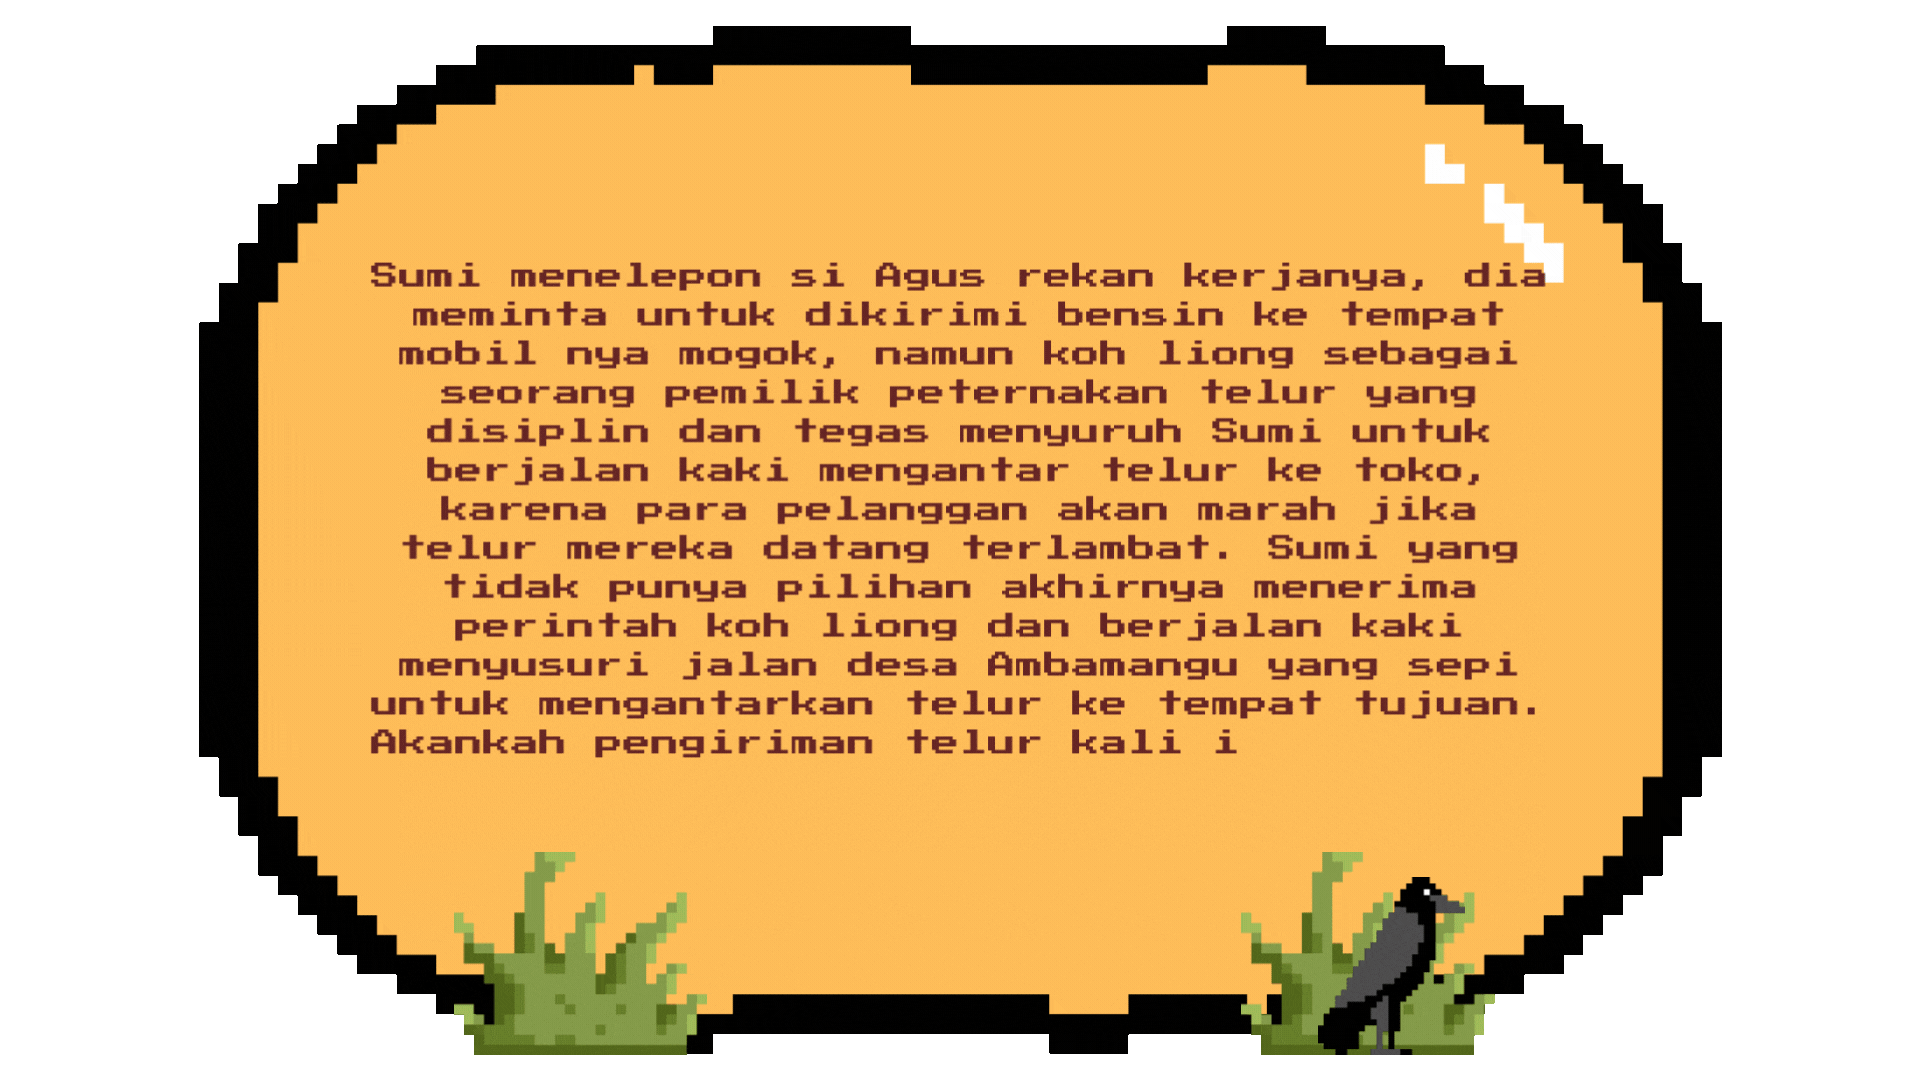 Sumi menelepon si Agus rekan kerjanya, dia
meminta untuk dikirimi bensin ke tempat
mobil nya mogok, namun koh liong sebagai
seorang pemilik peternakan telur yang
disiplin dan tegas menyuruh Sumi untuk
berjalan kaki mengantar telur ke toko,
karena para pelanggan akan marah jika
telur mereka datang terlambat. Sumi yang
tidak punya pilihan akhirnya menerima
perintah koh liong dan berjalan kaki
menyusuri jalan desa Ambamangu yang sepi
untuk mengantarkan telur ke tempat tujuan.
Akankah pengiriman telur kali i